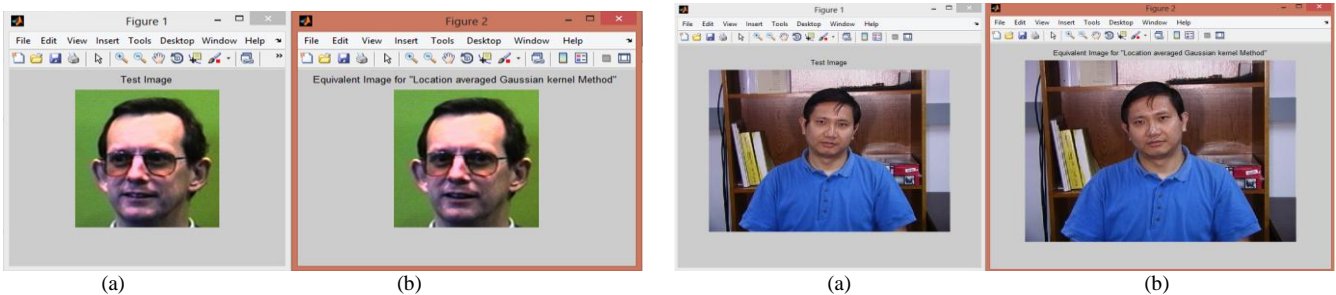 Figure 1
File Edit View Insert Tools Desktop Window Help
Test Image
(a)
Figure 2
File Edit View Insert Tools Desktop Window Help
Equivalent Image for "Location averaged Gaussian kernel Method"
(b)
Figure 1
File Edit View Insert Tools Desktop Window Help
Test Image
(a)
Figure 2
File Edit View Insert Tools Desktop Window Help
Equivalent Image for "Location averaged Gaussian kernel Method"
(b)